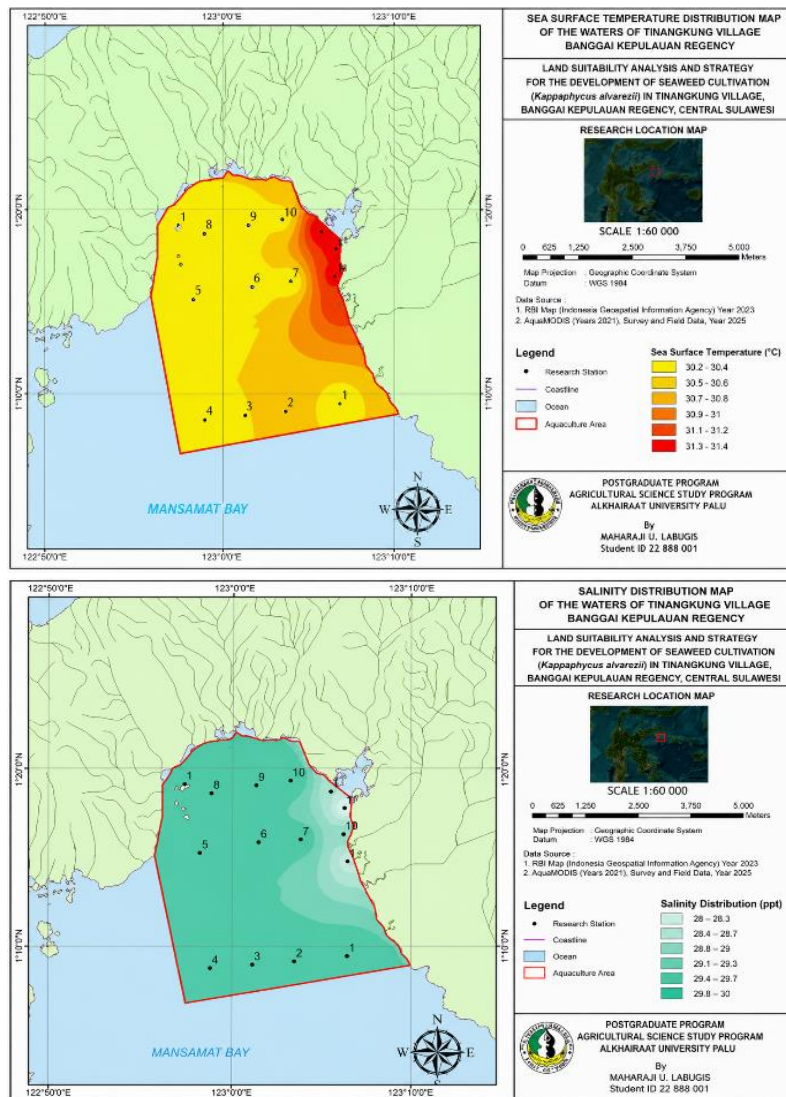 SEA SURFACE TEMPERATURE DISTRIBUTION MAP
OF THE WATERS OF TINANGKUNG VILLAGE
BANGGAI KEPULAUAN REGENCY
LAND SUITABILITY ANALYSIS AND STRATEGY
FOR THE DEVELOPMENT OF SEAWEED CULTIVATION
(Kappaphycus alvarezii) IN TINANGKUNG VILLAGE,
BANGGAI KEPULAUAN REGENCY, CENTRAL SULAWESI
RESEARCH LOCATION MAP
SCALE 1:60 000
0 625 1,250 2,500 3,750 5,000
Meters
Map Projection : Geographic Coordinate System
Datum : WGS 1984
Data Source :
1. RBI Map (Indonesia Geospatial Information Agency) Year 2023
2. AquaMODIS (Years 2021), Survey and Field Data, Year 2025
Legend
Research Station
Coastline
Ocean
Aquaculture Area
Sea Surface Temperature (°C)
30.2 - 30.4
30.5 - 30.6
30.7 - 30.8
30.9 - 31
31.1 - 31.2
31.3 - 31.4
POSTGRADUATE PROGRAM
AGRICULTURAL SCIENCE STUDY PROGRAM
ALKHAIRAAT UNIVERSITY PALU
By
MAHARAJI U. LABUGIS
Student ID 22 888 001
122°50'0"E 123°0'0"E 123°10'0"E
1°20'0"N
1°10'0"N
1 8 9 10
5 6 7
4 3 2 1
MANSAMAT BAY
N
W E
S
122°50'0"E 123°0'0"E 123°10'0"E
SALINITY DISTRIBUTION MAP
OF THE WATERS OF TINANGKUNG VILLAGE
BANGGAI KEPULAUAN REGENCY
LAND SUITABILITY ANALYSIS AND STRATEGY
FOR THE DEVELOPMENT OF SEAWEED CULTIVATION
(Kappaphycus alvarezii) IN TINANGKUNG VILLAGE,
BANGGAI KEPULAUAN REGENCY, CENTRAL SULAWESI
RESEARCH LOCATION MAP
SCALE 1:60 000
0 625 1,250 2,500 3,750 5,000
Meters
Map Projection : Geographic Coordinate System
Datum : WGS 1984
Data Source :
1. RBI Map (Indonesia Geospatial Information Agency) Year 2023
2. AquaMODIS (Years 2021), Survey and Field Data, Year 2025
Legend
Research Station
Coastline
Ocean
Aquaculture Area
Salinity Distribution (ppt)
28 – 28.3
28.4 – 28.7
28.8 – 29
29.1 – 29.3
29.4 – 29.7
29.8 – 30
POSTGRADUATE PROGRAM
AGRICULTURAL SCIENCE STUDY PROGRAM
ALKHAIRAAT UNIVERSITY PALU
By
MAHARAJI U. LABUGIS
Student ID 22 888 001
1°20'0"N
1°10'0"N
1 8 9 10
5 6 7
4 3 2 1
MANSAMAT BAY
N
W E
S
122°50'0"E 123°0'0"E 123°10'0"E